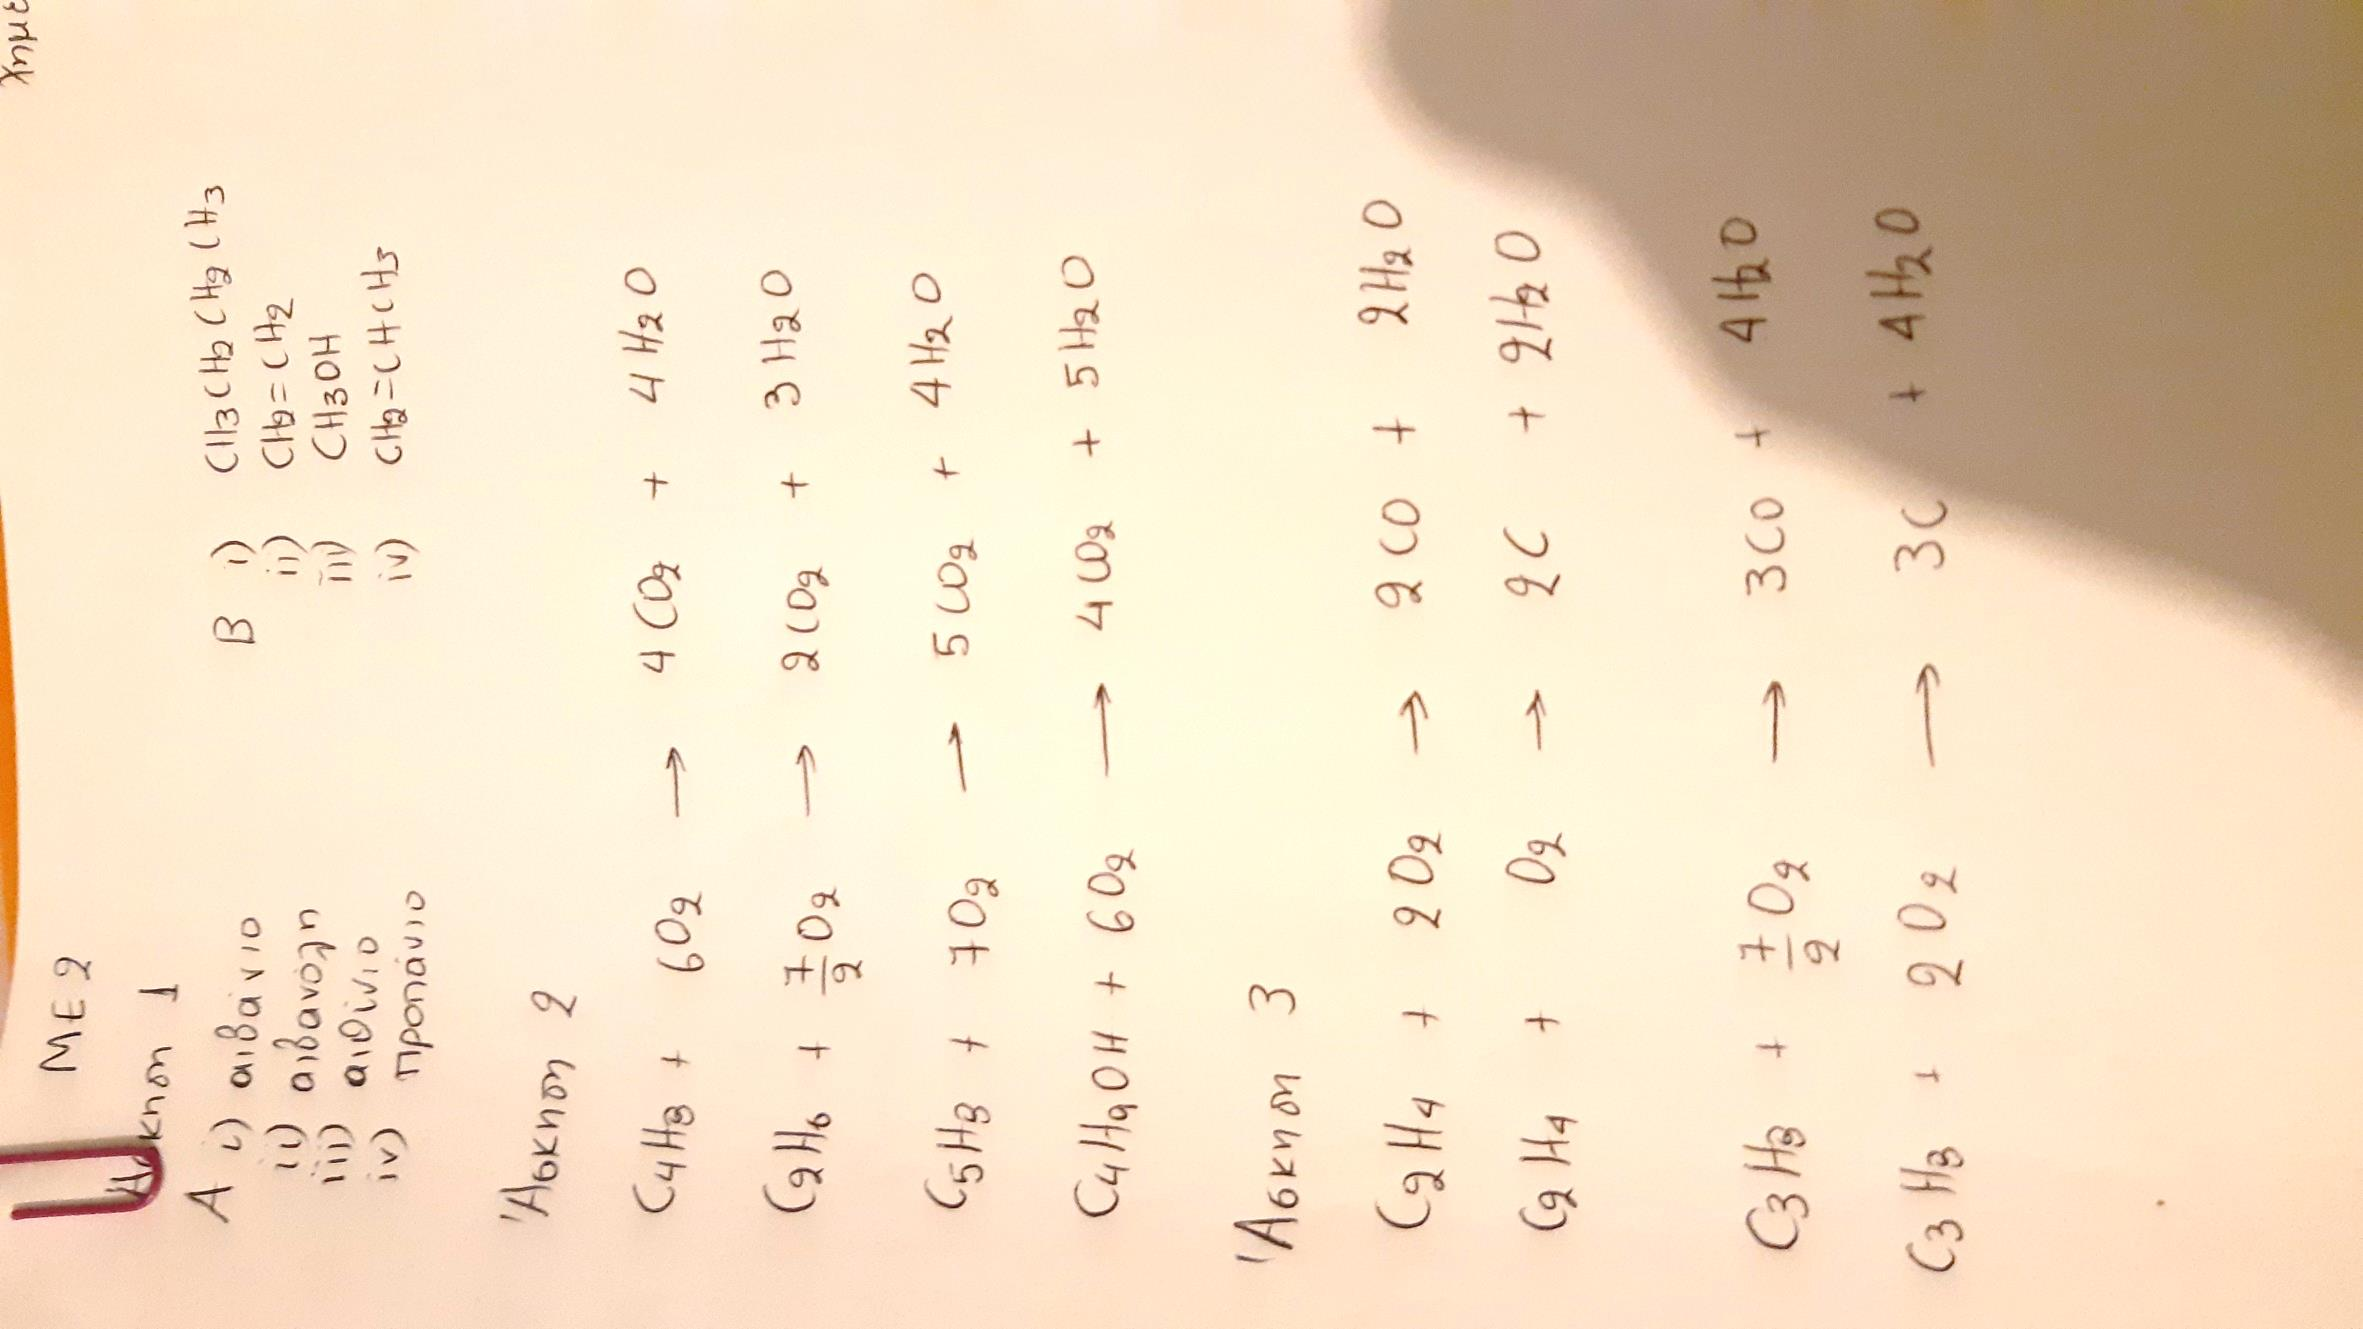 Χημε
ΜΕ 2
Άσκηση 1
Α i) αιθάνιο
ii) αιθανόλη
iii) αιθίνιο
iv) προπάνιο
Β i) CH3CH2CH2CH3
ii) CH2=CH2
iii) CH3OH
iv) CH2=CHCH3
Άσκηση 2
C4H8 + 6O2 → 4CO2 + 4H2O
C2H6 + 7/2 O2 → 2CO2 + 3H2O
C5H8 + 7O2 → 5CO2 + 4H2O
C4H9OH + 6O2 → 4CO2 + 5H2O
Άσκηση 3
C2H4 + 2O2 → 2CO + 2H2O
C2H4 + O2 → 2C + 2H2O
C3H8 + 7/2 O2 → 3CO + 4H2O
C3H8 + 2O2 → 3C + 4H2O